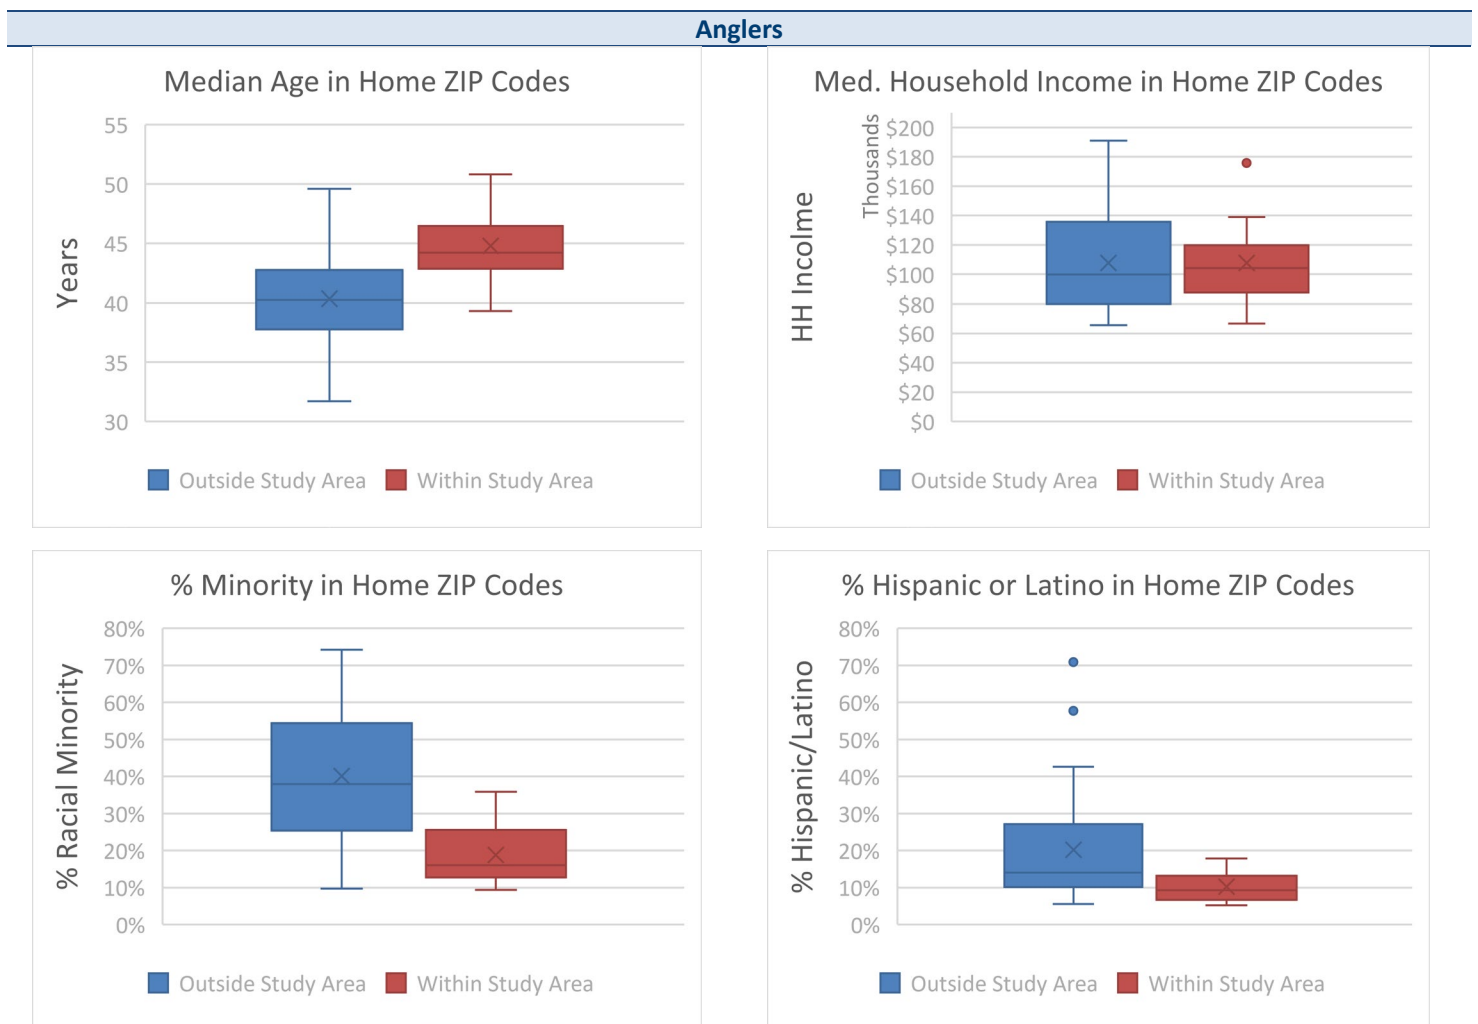 Anglers
Median Age in Home ZIP Codes
Years
55
50
45
40
35
30
Outside Study Area
Within Study Area
Med. Household Income in Home ZIP Codes
HH Incolme
Thousands
$200
$180
$160
$140
$120
$100
$80
$60
$40
$20
$0
Outside Study Area
Within Study Area
% Minority in Home ZIP Codes
% Racial Minority
80%
70%
60%
50%
40%
30%
20%
10%
0%
Outside Study Area
Within Study Area
% Hispanic or Latino in Home ZIP Codes
% Hispanic/Latino
80%
70%
60%
50%
40%
30%
20%
10%
0%
Outside Study Area
Within Study Area